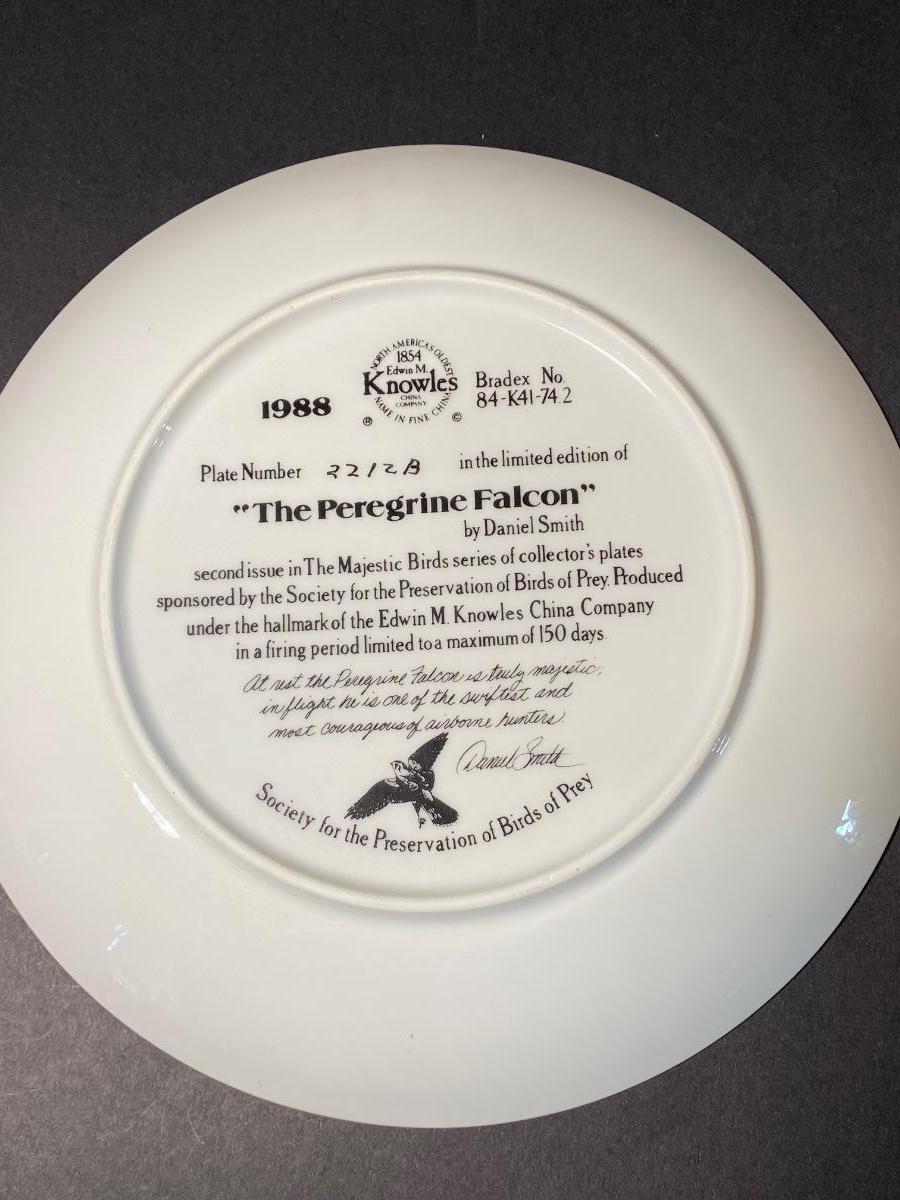 NORTH AMERICA'S OLDEST
1854
Edwin M.
Knowles
CHINA
COMPANY
NAME IN FINE CHINA
® ©
1988
Bradex No.
84-K41-74.2
Plate Number 2212B in the limited edition of
"The Peregrine Falcon"
by Daniel Smith
second issue in The Majestic Birds series of collector's plates
sponsored by the Society for the Preservation of Birds of Prey. Produced
under the hallmark of the Edwin M. Knowles China Company
in a firing period limited to a maximum of 150 days.
At rest the Peregrine Falcon is truly majestic;
in flight he is one of the swiftest and
most courageous of airborne hunters.
Daniel Smith
Society for the Preservation of Birds of Prey